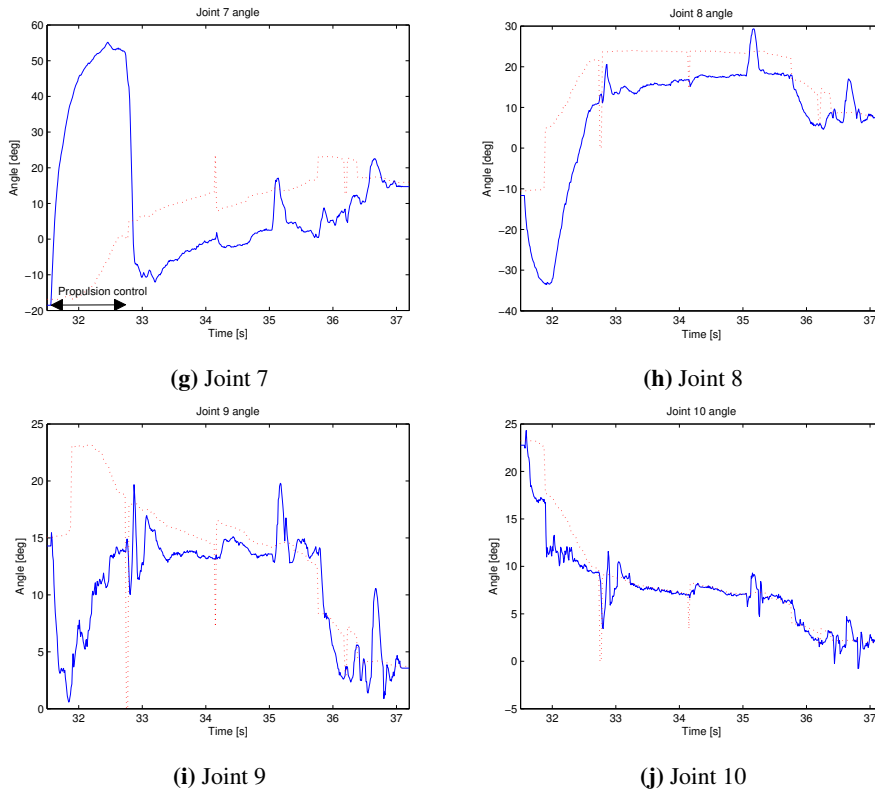 Joint 7 angle
60
50
40
30
20
10
0
−10
−20
Angle [deg]
Propulsion control
32 33 34 35 36 37
Time [s]
(g) Joint 7
Joint 8 angle
30
20
10
0
−10
−20
−30
−40
Angle [deg]
32 33 34 35 36 37
Time [s]
(h) Joint 8
Joint 9 angle
25
20
15
10
5
0
Angle [deg]
32 33 34 35 36 37
Time [s]
(i) Joint 9
Joint 10 angle
25
20
15
10
5
0
−5
Angle [deg]
32 33 34 35 36 37
Time [s]
(j) Joint 10